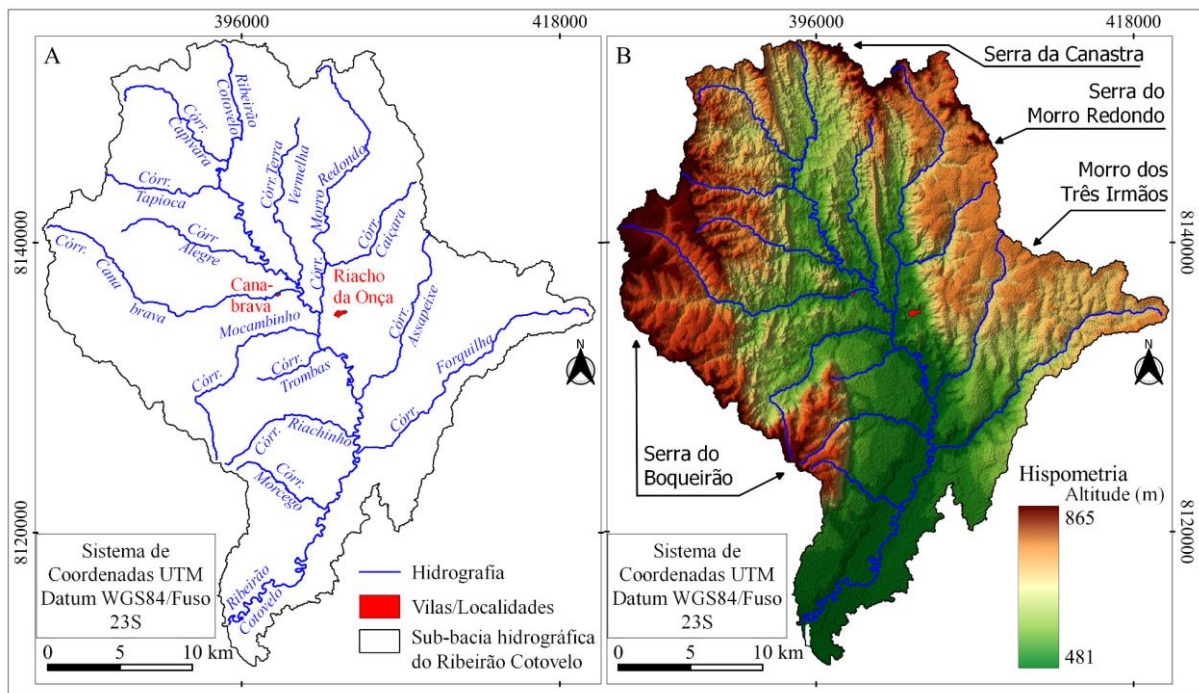 396000
418000
396000
418000
A
B
Ribeirão
Cotovelo
Córr.
Capivara
Córr. Terra
Vermelha
Córr.
Morro Redondo
Córr.
Tapioca
Córr.
Caiçara
Córr
Alegre
Córr.
Cana
brava
Cana-
brava
Riacho
da Onça
Mocambinho
Córr.
Córr.
Assapeixe
Córr.
Trombas
Forquilha
Córr.
Córr.
Riachinho
Córr.
Morcego
Ribeirão
Cotovelo
8140000
8120000
N
Sistema de
Coordenadas UTM
Datum WGS84/Fuso
23S
0 5 10 km
Hidrografia
Vilas/Localidades
Sub-bacia hidrográfica
do Ribeirão Cotovelo
Serra da Canastra
Serra do
Morro Redondo
Morro dos
Três Irmãos
8140000
8120000
N
Serra do
Boqueirão
Hispometria
Altitude (m)
865
481
Sistema de
Coordenadas UTM
Datum WGS84/Fuso
23S
0 5 10 km